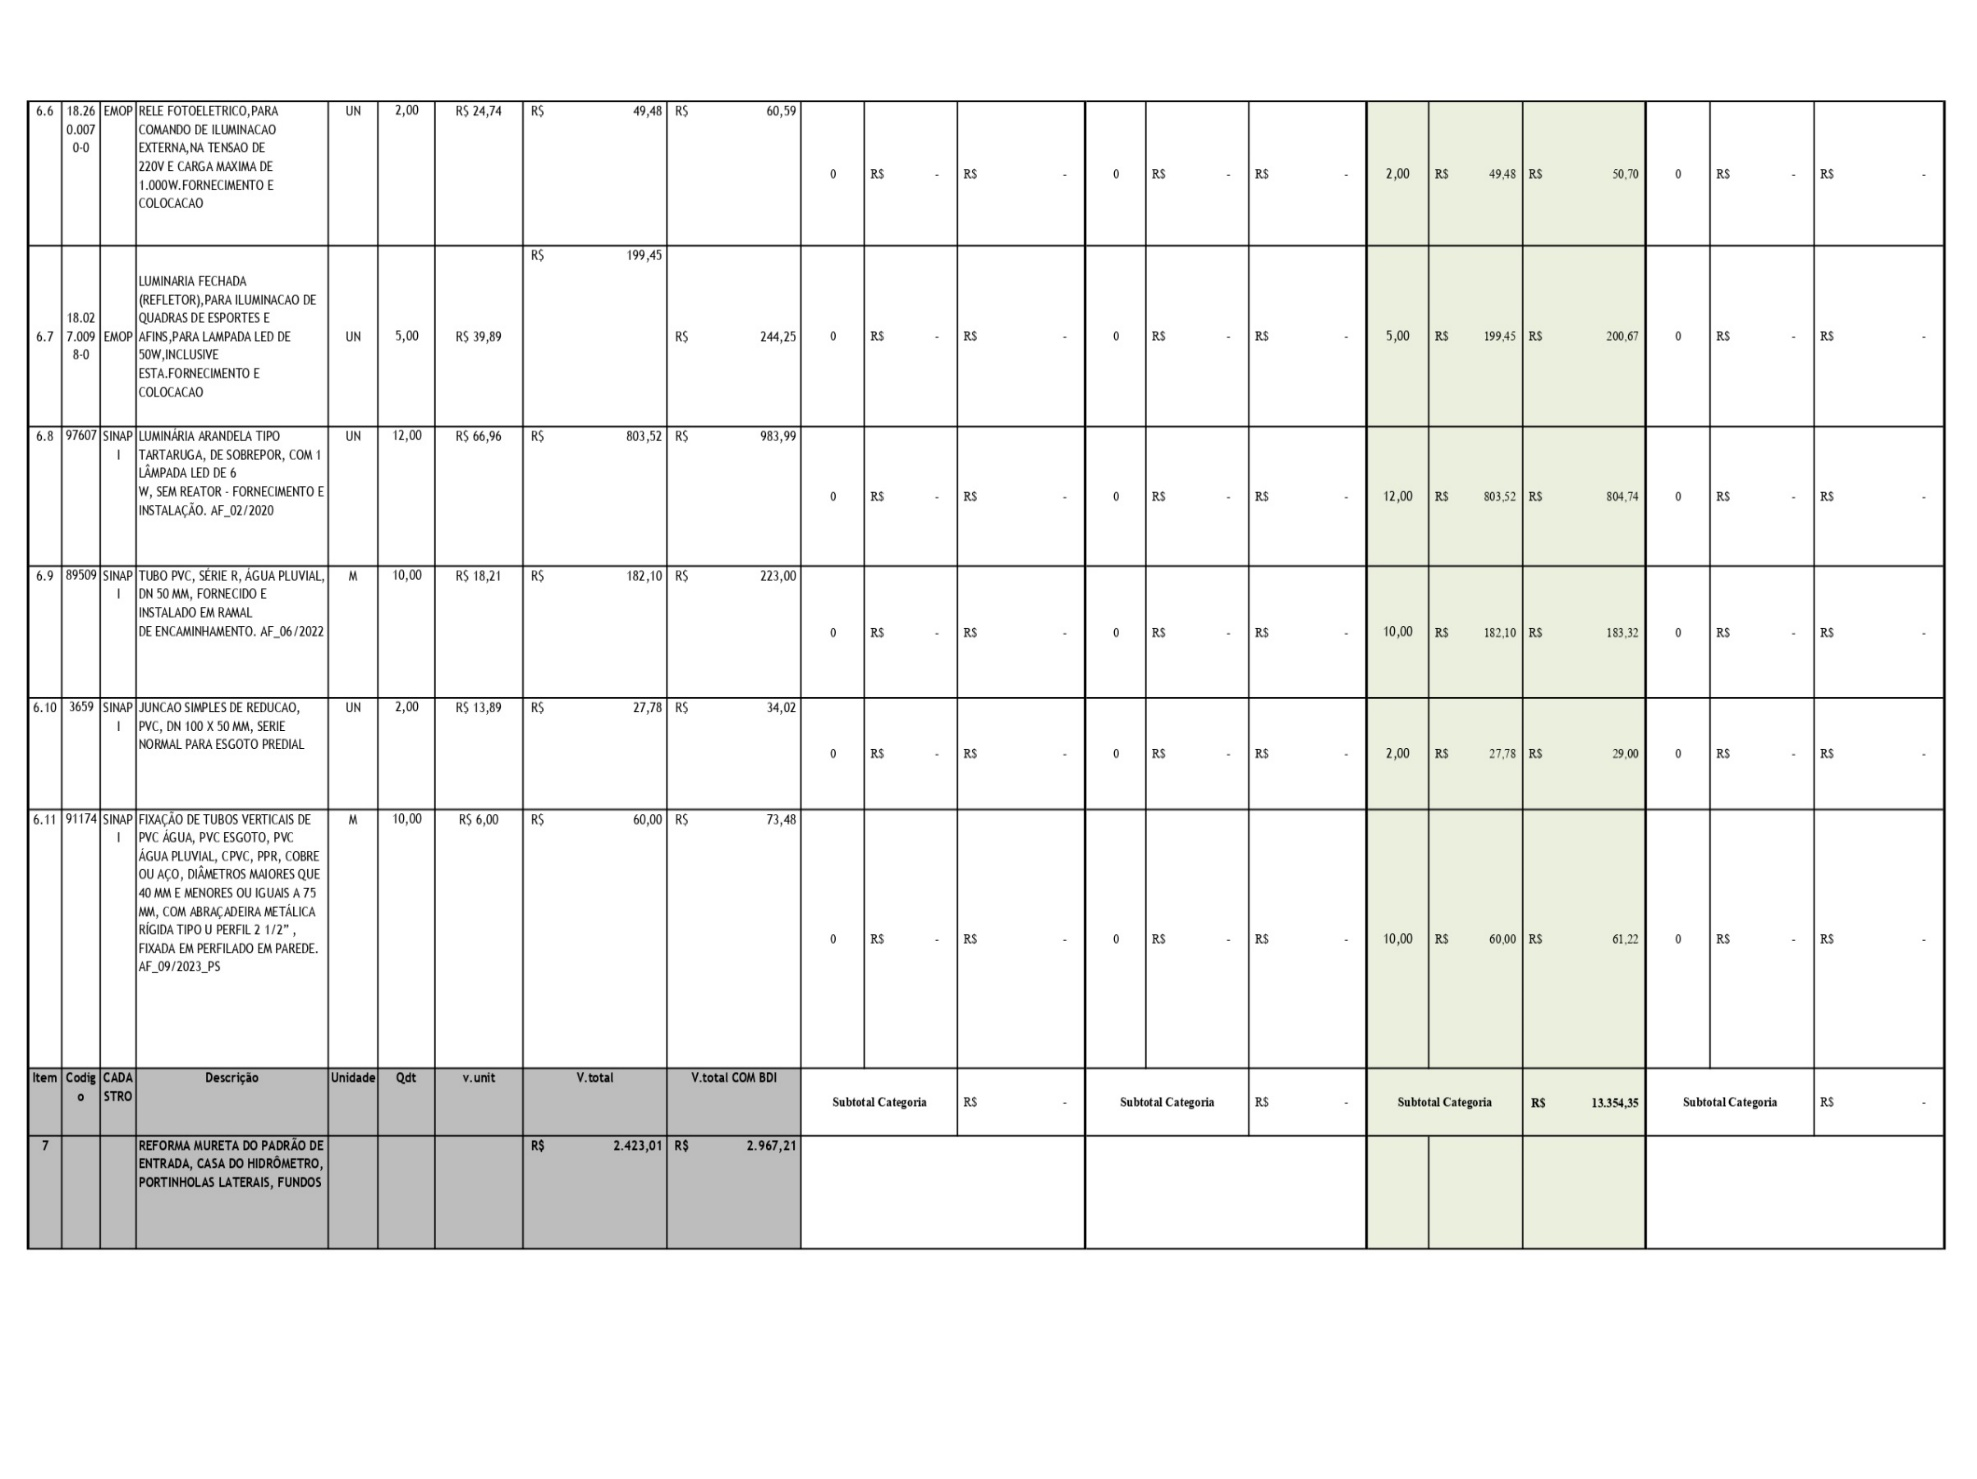 6.6 18.26 EMOP RELE FOTOELETRICO,PARA UN 2,00 R$ 24,74 R$ 49,48 R$ 60,59
0.007 COMANDO DE ILUMINACAO
0-0 EXTERNA,NA TENSAO DE
220V E CARGA MAXIMA DE
0 R$ - R$ - 0 R$ - R$ - 2,00 R$ 49,48 R$ 50,70 0 R$ - R$ -
1.000W.FORNECIMENTO E
COLOCACAO
R$ 199,45
LUMINARIA FECHADA
(REFLETOR),PARA ILUMINACAO DE
18.02 QUADRAS DE ESPORTES E
6.7 7.009 EMOP AFINS,PARA LAMPADA LED DE UN 5,00 R$ 39,89 R$ 244,25 0 R$ - R$ - 0 R$ - R$ - 5,00 R$ 199,45 R$ 200,67 0 R$ - R$ -
8-0 50W,INCLUSIVE
ESTA.FORNECIMENTO E
COLOCACAO
6.8 97607 SINAP LUMINÁRIA ARANDELA TIPO UN 12,00 R$ 66,96 R$ 803,52 R$ 983,99
I TARTARUGA, DE SOBREPOR, COM 1
LÂMPADA LED DE 6
W, SEM REATOR - FORNECIMENTO E
0 R$ - R$ - 0 R$ - R$ - 12,00 R$ 803,52 R$ 804,74 0 R$ - R$ -
INSTALAÇÃO. AF_02/2020
6.9 89509 SINAP TUBO PVC, SÉRIE R, ÁGUA PLUVIAL, M 10,00 R$ 18,21 R$ 182,10 R$ 223,00
I DN 50 MM, FORNECIDO E
INSTALADO EM RAMAL
DE ENCAMINHAMENTO. AF_06/2022
0 R$ - R$ - 0 R$ - R$ - 10,00 R$ 182,10 R$ 183,32 0 R$ - R$ -
6.10 3659 SINAP JUNCAO SIMPLES DE REDUCAO, UN 2,00 R$ 13,89 R$ 27,78 R$ 34,02
I PVC, DN 100 X 50 MM, SERIE
NORMAL PARA ESGOTO PREDIAL
0 R$ - R$ - 0 R$ - R$ - 2,00 R$ 27,78 R$ 29,00 0 R$ - R$ -
6.11 91174 SINAP FIXAÇÃO DE TUBOS VERTICAIS DE M 10,00 R$ 6,00 R$ 60,00 R$ 73,48
I PVC ÁGUA, PVC ESGOTO, PVC
ÁGUA PLUVIAL, CPVC, PPR, COBRE
OU AÇO, DIÂMETROS MAIORES QUE
40 MM E MENORES OU IGUAIS A 75
MM, COM ABRAÇADEIRA METÁLICA
RÍGIDA TIPO U PERFIL 2 1/2" ,
0 R$ - R$ - 0 R$ - R$ - 10,00 R$ 60,00 R$ 61,22 0 R$ - R$ -
FIXADA EM PERFILADO EM PAREDE.
AF_09/2023_PS
Item Codig CADA Descrição Unidade Qdt v.unit V.total V.total COM BDI
o STRO
Subtotal Categoria R$ - Subtotal Categoria R$ - Subtotal Categoria R$ 13.354,35 Subtotal Categoria R$ -
7 REFORMA MURETA DO PADRÃO DE R$ 2.423,01 R$ 2.967,21
ENTRADA, CASA DO HIDRÔMETRO,
PORTINHOLAS LATERAIS, FUNDOS